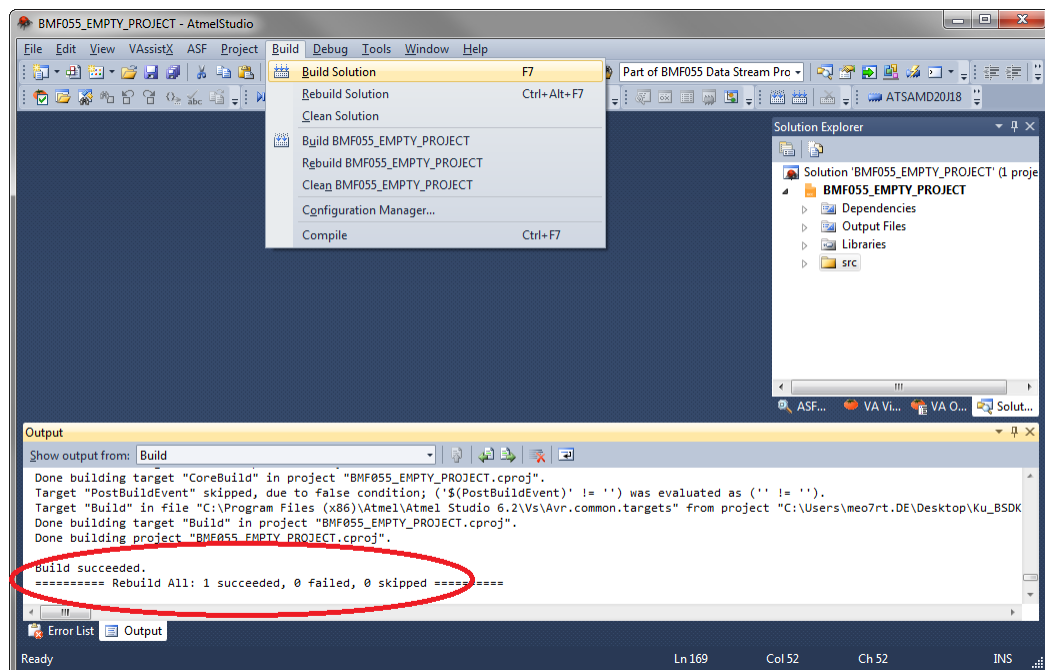 BMF055_EMPTY_PROJECT - AtmelStudio
File Edit View VAssistX ASF Project Build Debug Tools Window Help
Part of BMF055 Data Stream Pro
ATSAMD20J18
Build Solution F7
Rebuild Solution Ctrl+Alt+F7
Clean Solution
Build BMF055_EMPTY_PROJECT
Rebuild BMF055_EMPTY_PROJECT
Clean BMF055_EMPTY_PROJECT
Configuration Manager...
Compile Ctrl+F7
Solution Explorer
Solution 'BMF055_EMPTY_PROJECT' (1 proje
BMF055_EMPTY_PROJECT
Dependencies
Output Files
Libraries
src
ASF... VA Vi... VA O... Solut...
Output
Show output from: Build
Done building target "CoreBuild" in project "BMF055_EMPTY_PROJECT.cproj".
Target "PostBuildEvent" skipped, due to false condition; ('$(PostBuildEvent)' != '') was evaluated as ('' != '').
Target "Build" in file "C:\Program Files (x86)\Atmel\Atmel Studio 6.2\Vs\Avr.common.targets" from project "C:\Users\meo7rt.DE\Desktop\Ku_BSDK
Done building target "Build" in project "BMF055_EMPTY_PROJECT.cproj".
Done building project "BMF055_EMPTY_PROJECT.cproj".
Build succeeded.
========== Rebuild All: 1 succeeded, 0 failed, 0 skipped ==========
Error List Output
Ready Ln 169 Col 52 Ch 52 INS